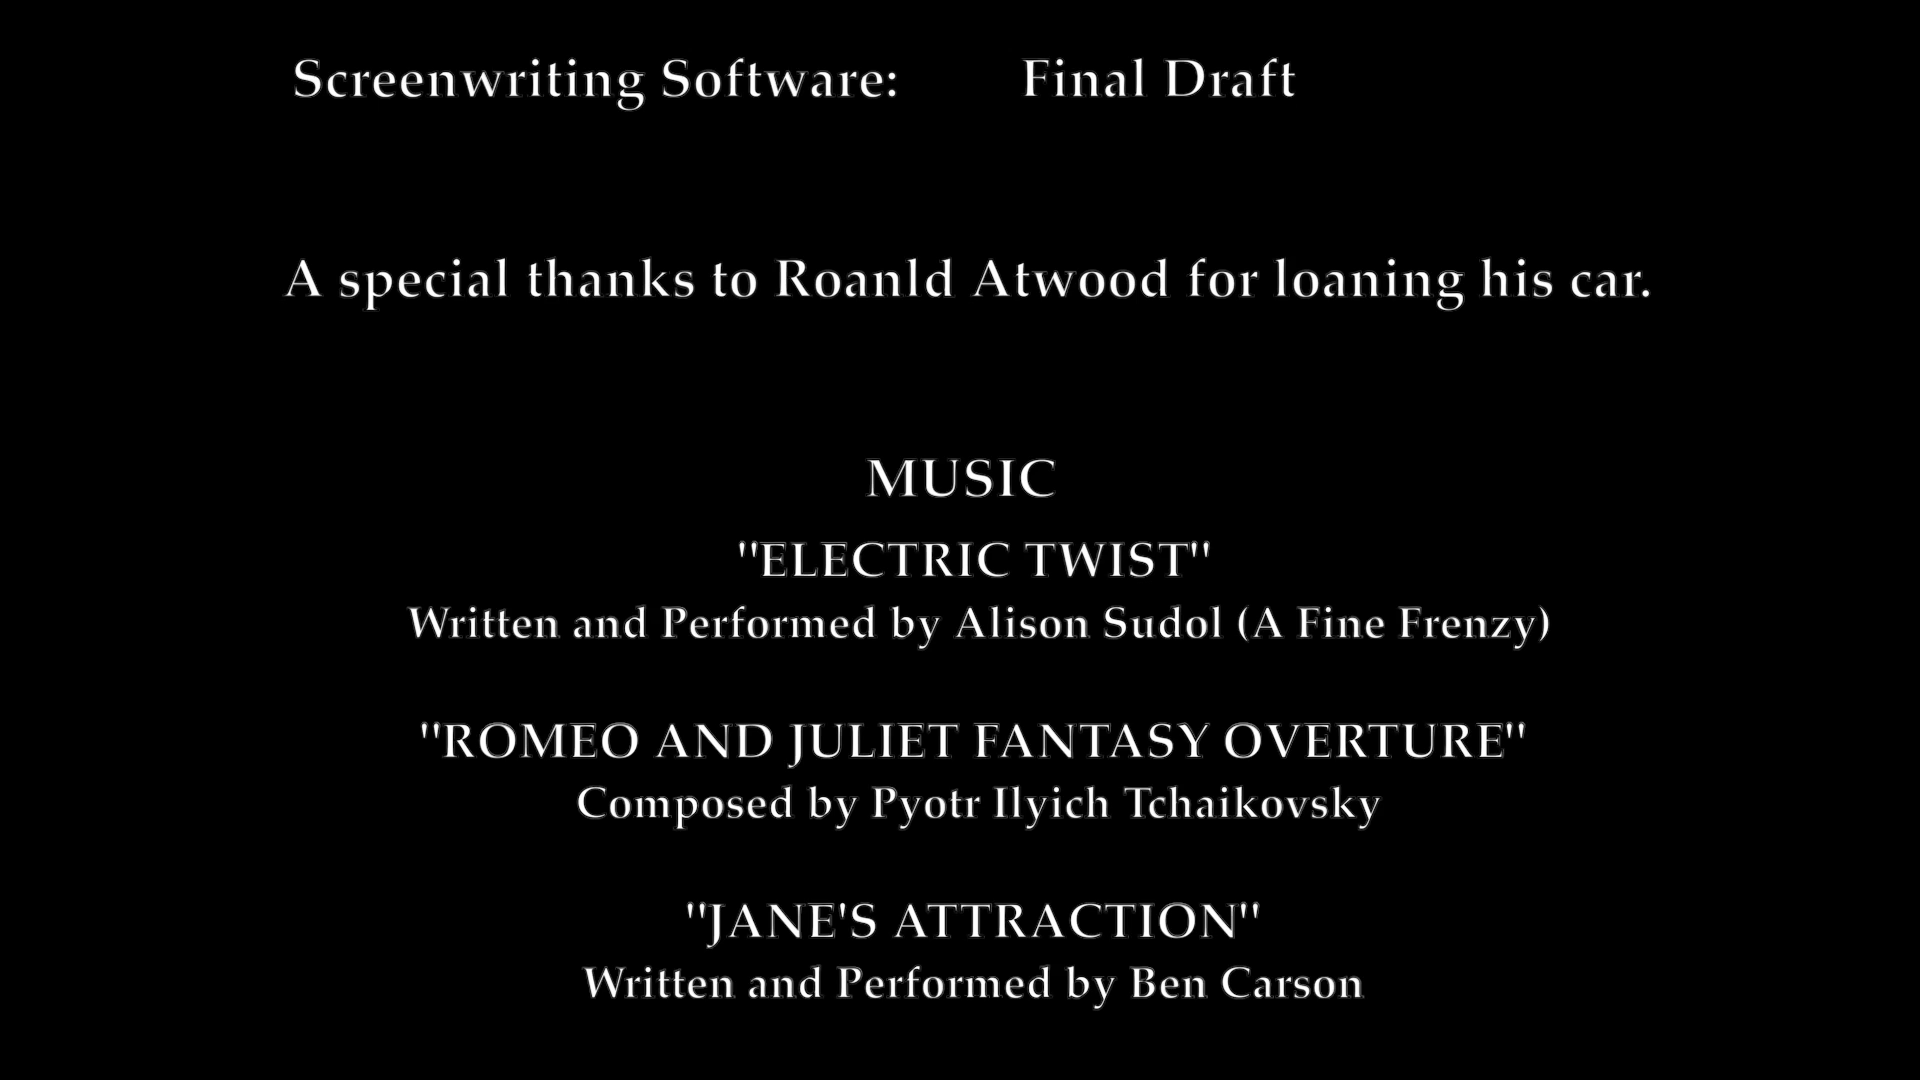 Screenwriting Software: Final Draft
A special thanks to Roanld Atwood for loaning his car.
MUSIC
"ELECTRIC TWIST"
Written and Performed by Alison Sudol (A Fine Frenzy)
"ROMEO AND JULIET FANTASY OVERTURE"
Composed by Pyotr Ilyich Tchaikovsky
"JANE'S ATTRACTION"
Written and Performed by Ben Carson